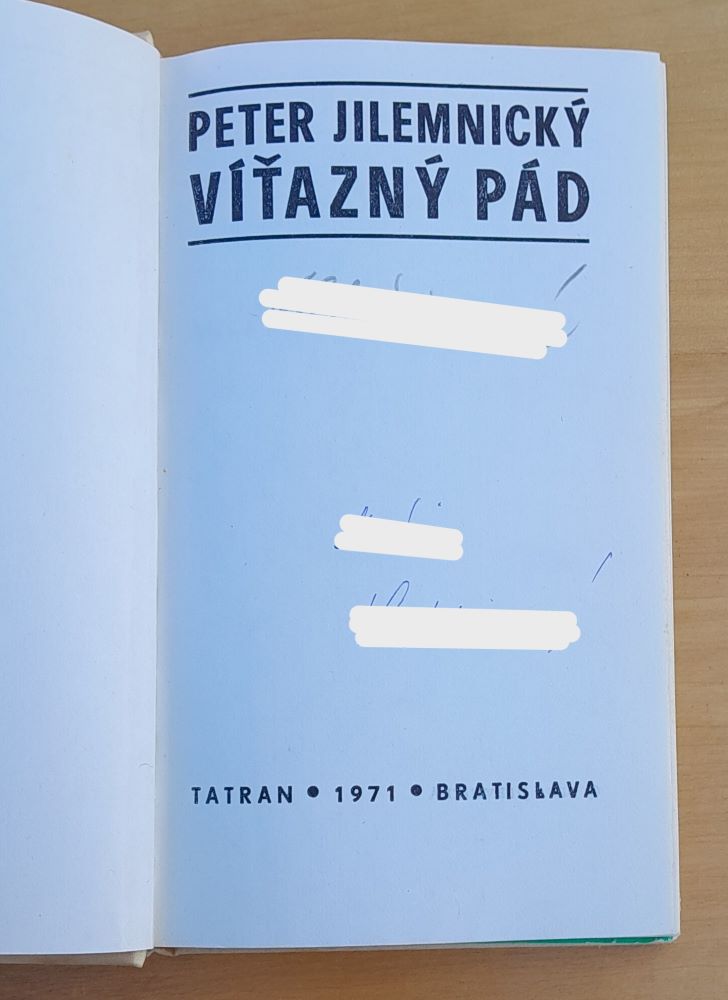 PETER JILEMNICKÝ
VÍŤAZNÝ PÁD
TATRAN • 1971 • BRATISLAVA